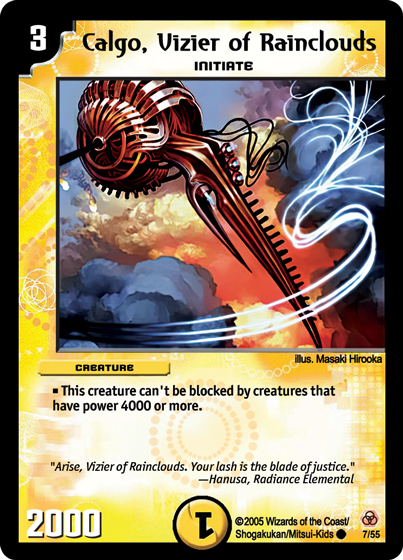 3
Calgo, Vizier of Rainclouds
INITIATE
illus. Masaki Hirooka
CREATURE
▪ This creature can't be blocked by creatures that
have power 4000 or more.
"Arise, Vizier of Rainclouds. Your lash is the blade of justice."
—Hanusa, Radiance Elemental
2000
©2005 Wizards of the Coast/
Shogakukan/Mitsui-Kids
7/55